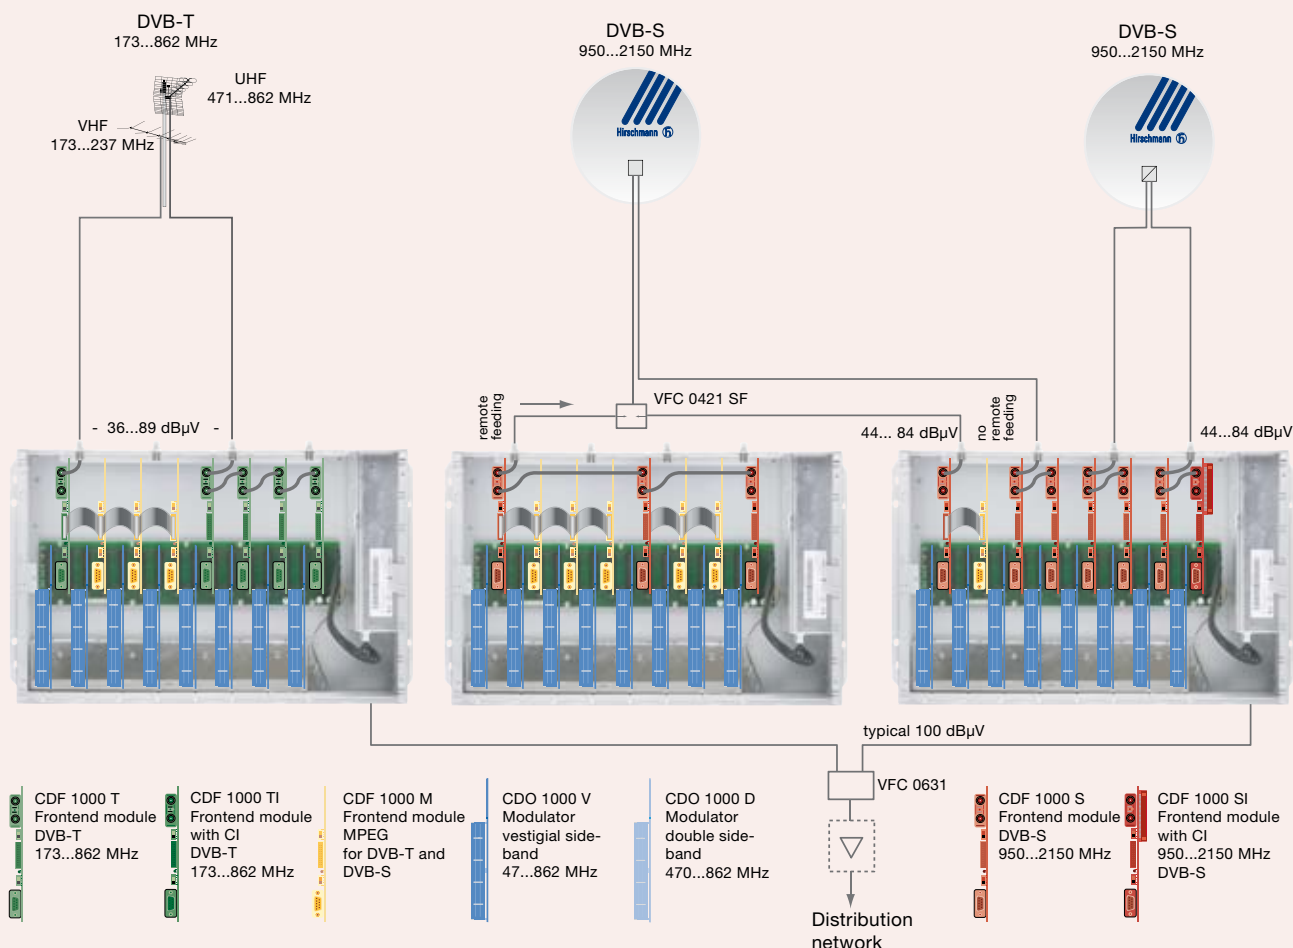 DVB-T
173...862 MHz
UHF
471...862 MHz
VHF
173...237 MHz
DVB-S
950...2150 MHz
Hirschmann
DVB-S
950...2150 MHz
Hirschmann
- 36...89 dBµV -
remote
feeding
VFC 0421 SF
44... 84 dBµV
no
remote
feeding
44...84 dBµV
typical 100 dBµV
VFC 0631
Distribution
network
CDF 1000 T
Frontend module
DVB-T
173...862 MHz
CDF 1000 TI
Frontend module
with CI
DVB-T
173...862 MHz
CDF 1000 M
Frontend module
MPEG
for DVB-T and
DVB-S
CDO 1000 V
Modulator
vestigial side-
band
47...862 MHz
CDO 1000 D
Modulator
double side-
band
470...862 MHz
CDF 1000 S
Frontend module
DVB-S
950...2150 MHz
CDF 1000 SI
Frontend module
with CI
950...2150 MHz
DVB-S